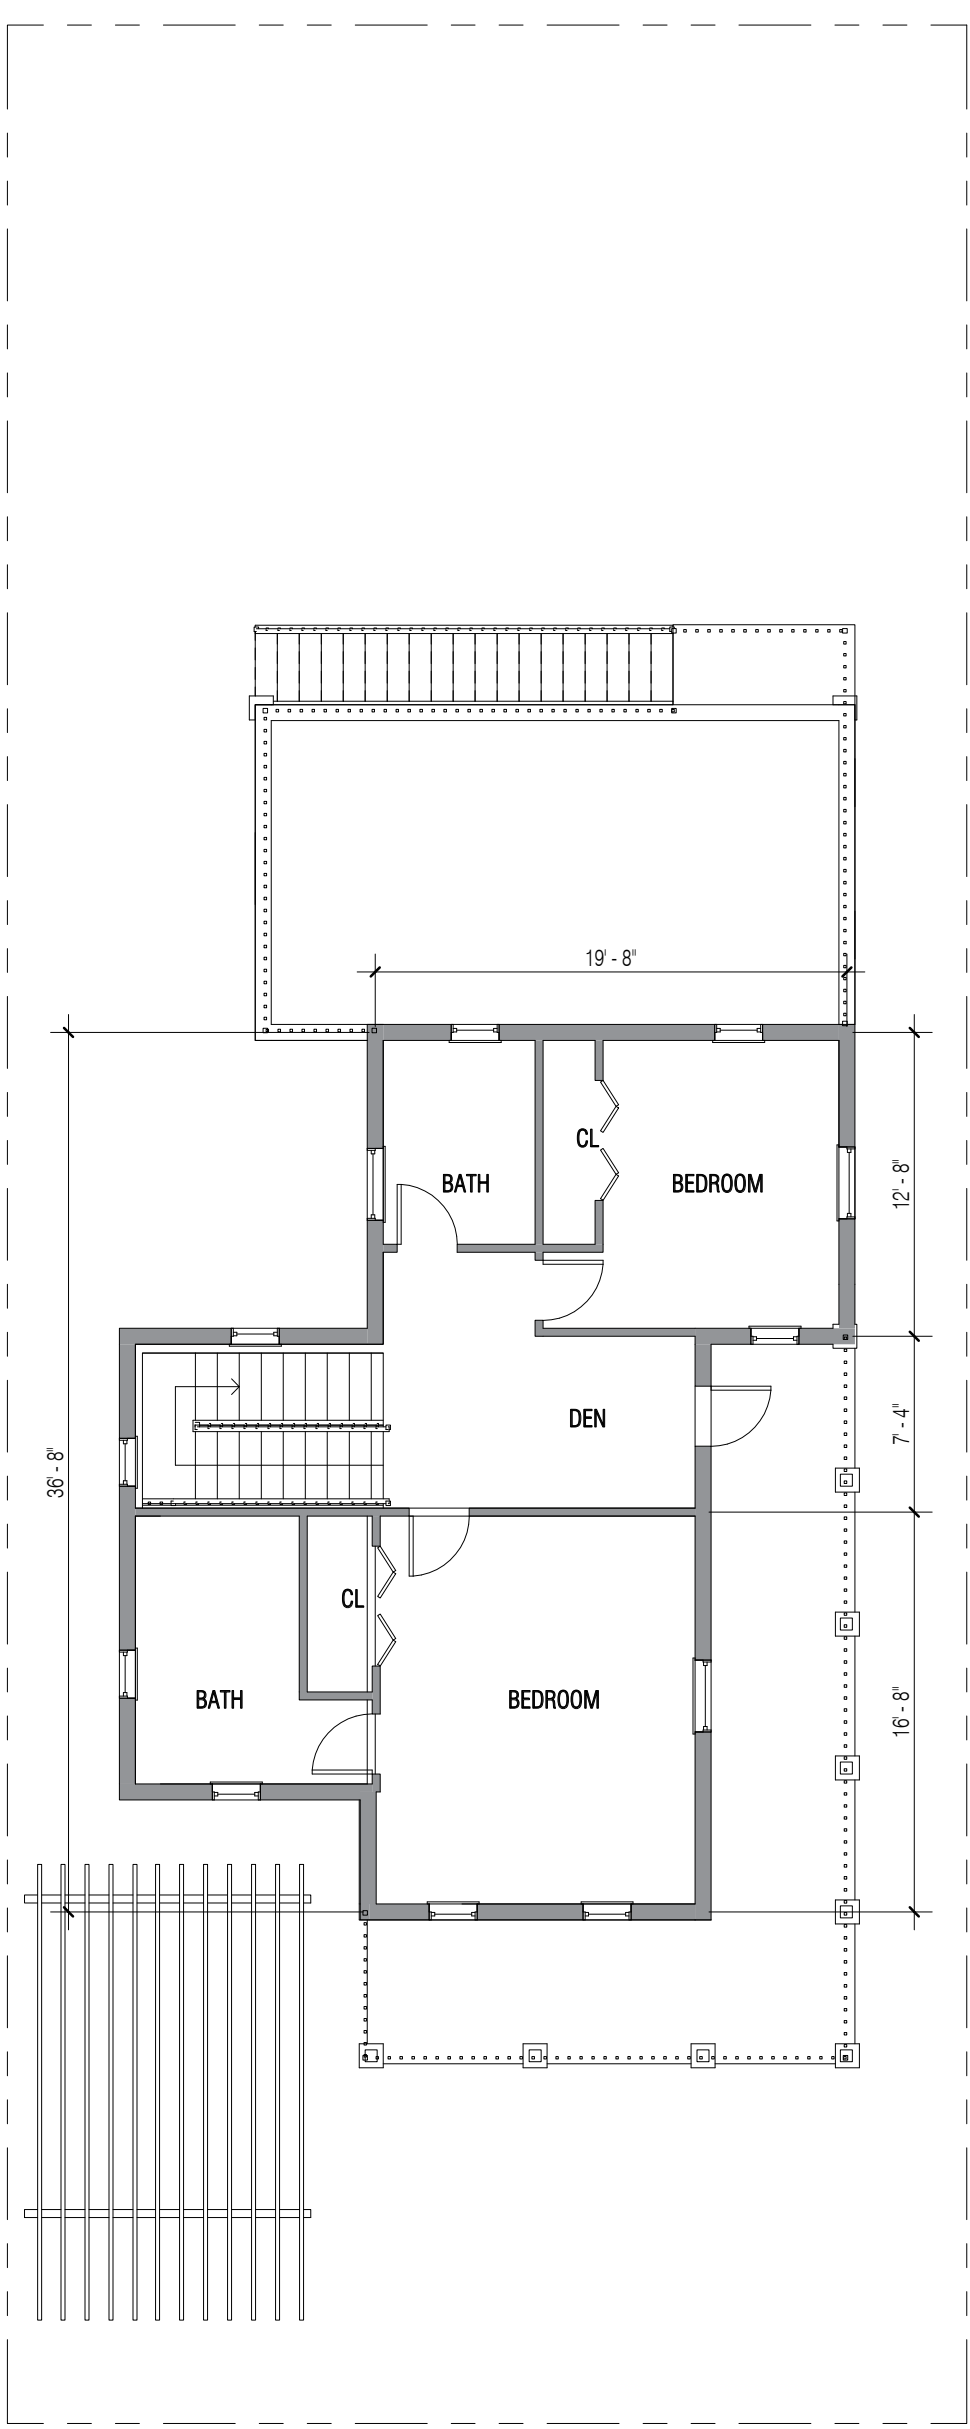 19' - 8"
CL
BATH
BEDROOM
12' - 8"
DEN
7' - 4"
36' - 8"
CL
BATH
BEDROOM
16' - 8"